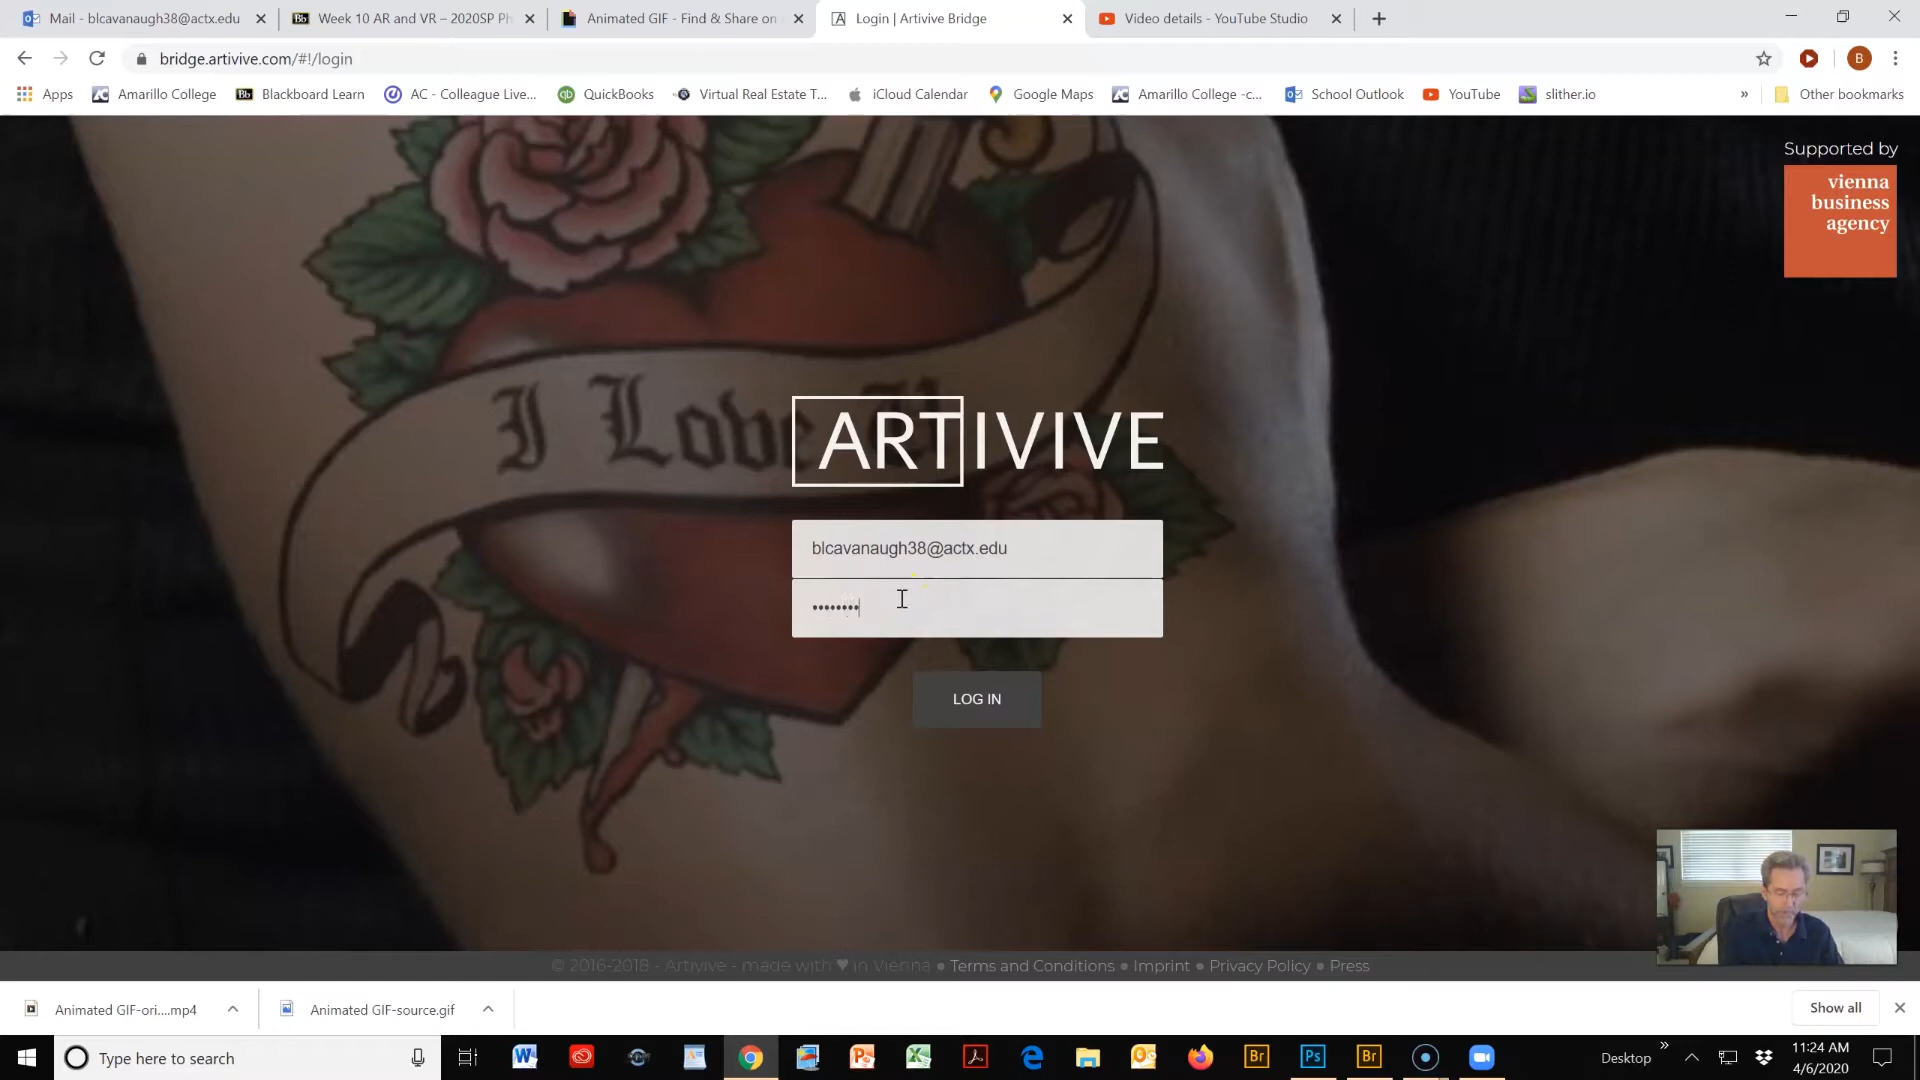 Mail - blcavanaugh38@actx.edu
Week 10 AR and VR – 2020SP Ph
Animated GIF - Find & Share on
Login | Artivive Bridge
Video details - YouTube Studio
bridge.artivive.com/#!/login
B
Apps
Amarillo College
Blackboard Learn
AC - Colleague Live...
QuickBooks
Virtual Real Estate T...
iCloud Calendar
Google Maps
Amarillo College -c...
School Outlook
YouTube
slither.io
»
Other bookmarks
Supported by
vienna
business
agency
I Love
ARTIVIVE
blcavanaugh38@actx.edu
••••••••
LOG IN
© 2016-2018 - Artivive - made with ♥ in Vienna ● Terms and Conditions ● Imprint ● Privacy Policy ● Press
Animated GIF-ori....mp4
Animated GIF-source.gif
Show all
Type here to search
Desktop
»
11:24 AM
4/6/2020